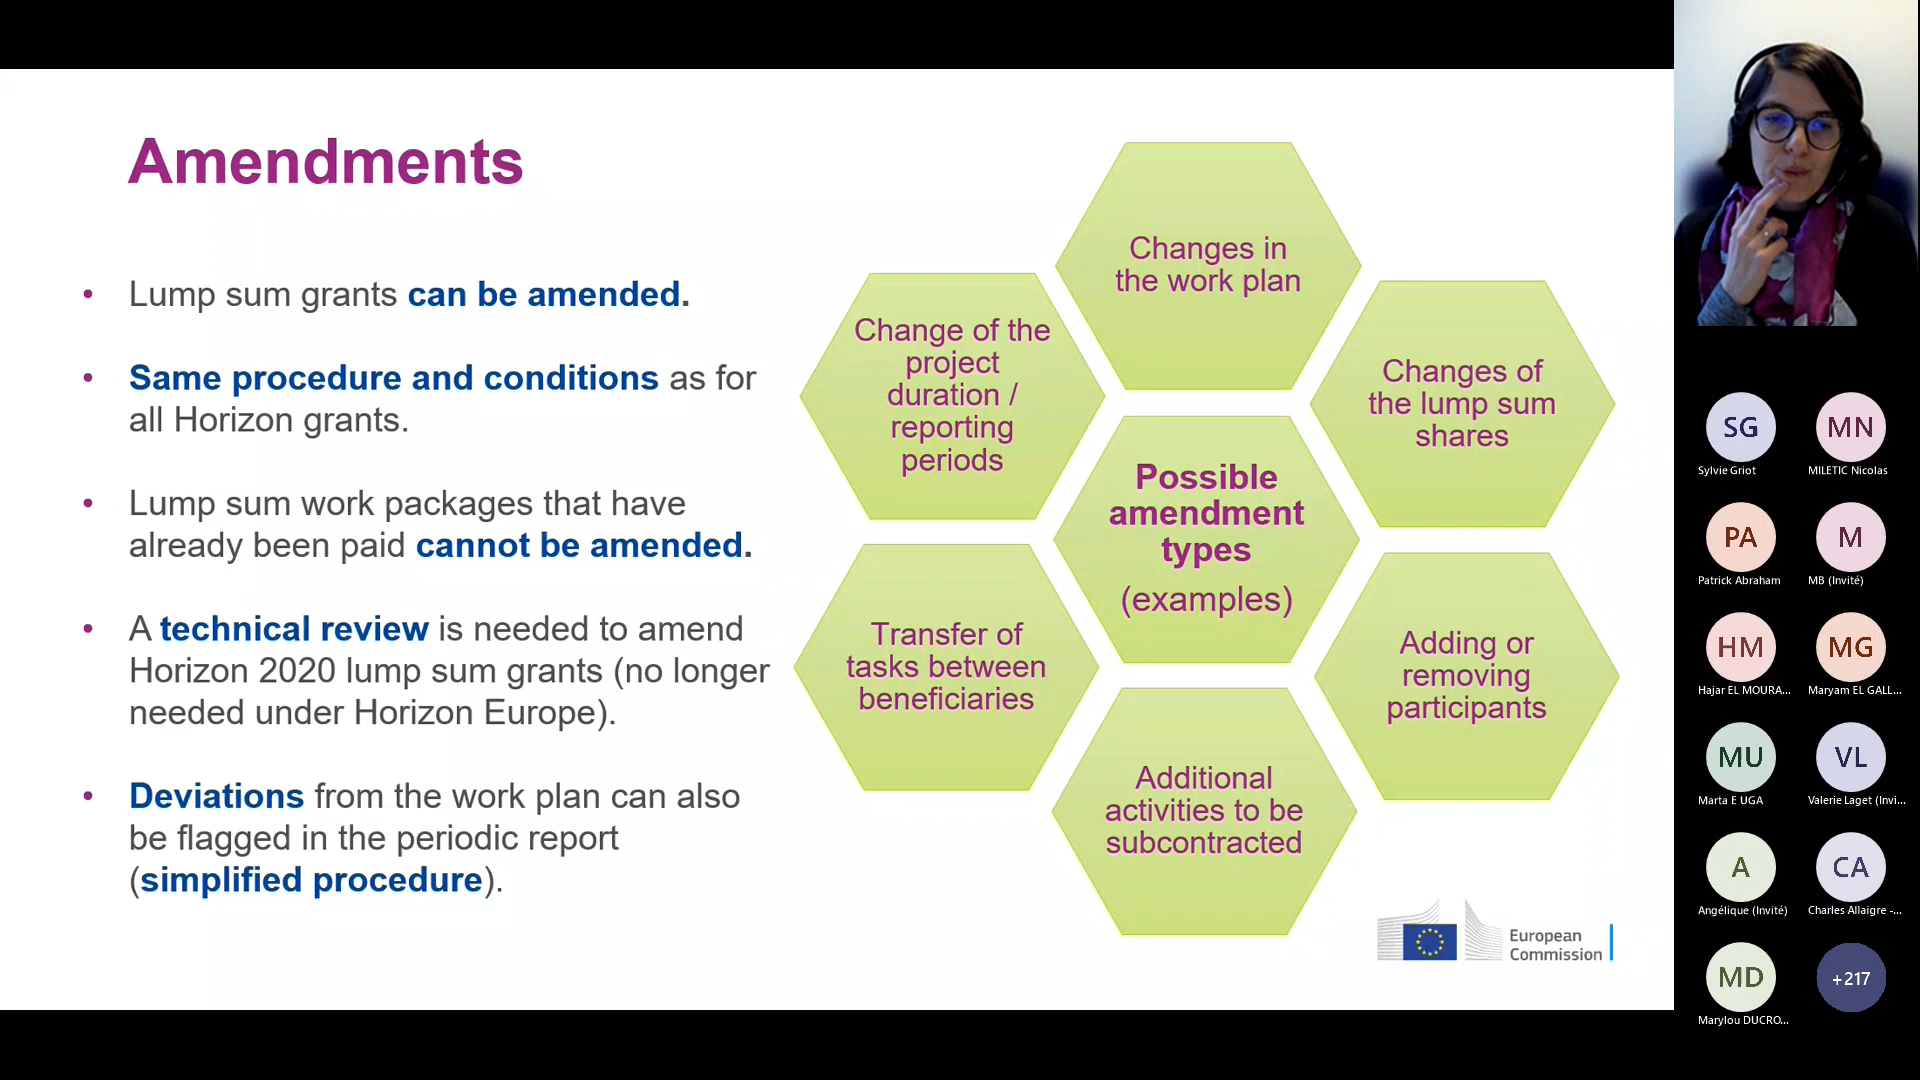 Amendments
• Lump sum grants can be amended.
• Same procedure and conditions as for
all Horizon grants.
• Lump sum work packages that have
already been paid cannot be amended.
• A technical review is needed to amend
Horizon 2020 lump sum grants (no longer
needed under Horizon Europe).
• Deviations from the work plan can also
be flagged in the periodic report
(simplified procedure).
Changes in
the work plan
Change of the
project
duration /
reporting
periods
Changes of
the lump sum
shares
Possible
amendment
types
(examples)
Transfer of
tasks between
beneficiaries
Adding or
removing
participants
Additional
activities to be
subcontracted
European
Commission
SG
Sylvie Griot
MN
MILETIC Nicolas
PA
Patrick Abraham
M
MB (Invité)
HM
Hajar EL MOURA...
MG
Maryam EL GALL...
MU
Marta E UGA
VL
Valerie Laget (Invi...
A
Angélique (Invité)
CA
Charles Allaigre -...
MD
Marylou DUCRO...
+217